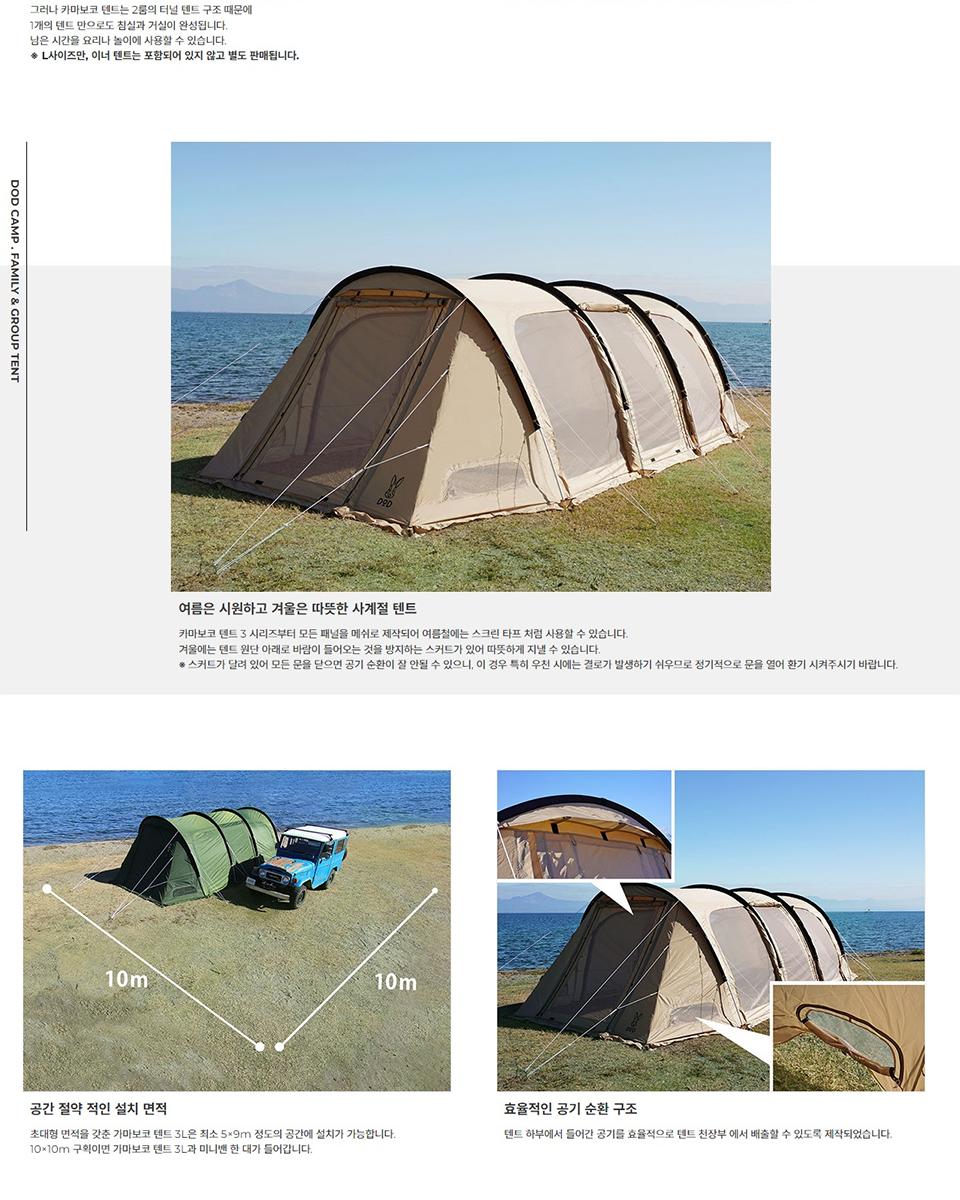 그러나 카마보코 텐트는 2룸의 터널 텐트 구조 때문에
1개의 텐트 만으로도 침실과 거실이 완성됩니다.
남은 시간을 요리나 놀이에 사용할 수 있습니다.
※ L사이즈만, 이너 텐트는 포함되어 있지 않고 별도 판매됩니다.
DOD CAMP . FAMILY & GROUP TENT
DOD
여름은 시원하고 겨울은 따뜻한 사계절 텐트
카마보코 텐트 3 시리즈부터 모든 패널을 메쉬로 제작되어 여름철에는 스크린 타프 처럼 사용할 수 있습니다.
겨울에는 텐트 원단 아래로 바람이 들어오는 것을 방지하는 스커트가 있어 따뜻하게 지낼 수 있습니다.
※ 스커트가 달려 있어 모든 문을 닫으면 공기 순환이 잘 안될 수 있으니, 이 경우 특히 우천 시에는 결로가 발생하기 쉬우므로 정기적으로 문을 열어 환기 시켜주시기 바랍니다.
10m
10m
DOD
공간 절약 적인 설치 면적
초대형 면적을 갖춘 가마보코 텐트 3L은 최소 5×9m 정도의 공간에 설치가 가능합니다.
10×10m 구획이면 가마보코 텐트 3L과 미니밴 한 대가 들어갑니다.
효율적인 공기 순환 구조
텐트 하부에서 들어간 공기를 효율적으로 텐트 천장부 에서 배출할 수 있도록 제작되었습니다.